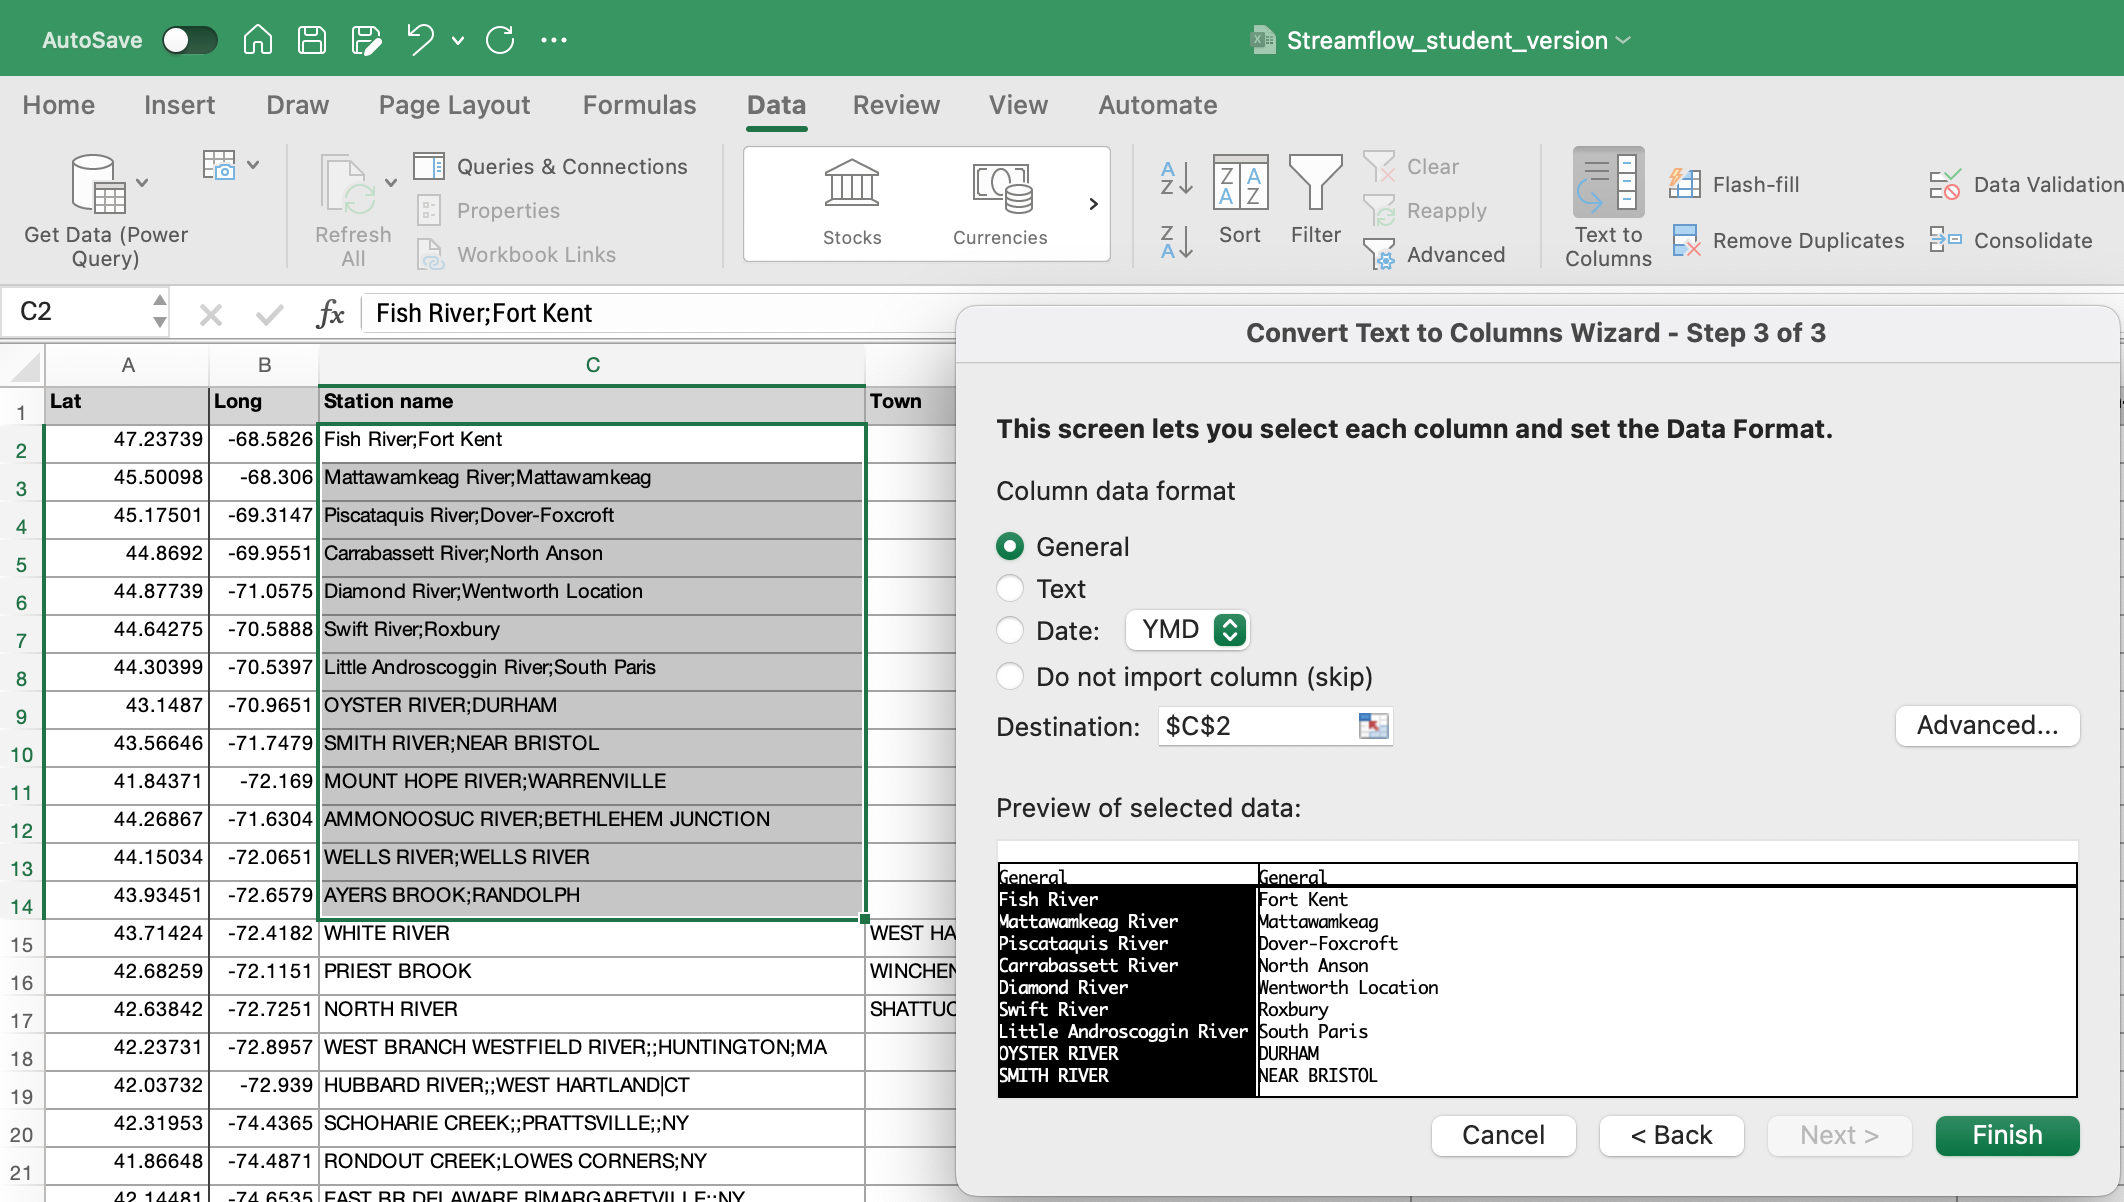 AutoSave
Streamflow_student_version
Home Insert Draw Page Layout Formulas Data Review View Automate
Get Data (Power Query)
Refresh All
Queries & Connections
Properties
Workbook Links
Stocks
Currencies
Sort
Filter
Clear
Reapply
Advanced
Text to Columns
Flash-fill
Remove Duplicates
Data Validation
Consolidate
C2 fx Fish River;Fort Kent
A B C
1 Lat Long Station name Town
2 47.23739 -68.5826 Fish River;Fort Kent
3 45.50098 -68.306 Mattawamkeag River;Mattawamkeag
4 45.17501 -69.3147 Piscataquis River;Dover-Foxcroft
5 44.8692 -69.9551 Carrabassett River;North Anson
6 44.87739 -71.0575 Diamond River;Wentworth Location
7 44.64275 -70.5888 Swift River;Roxbury
8 44.30399 -70.5397 Little Androscoggin River;South Paris
9 43.1487 -70.9651 OYSTER RIVER;DURHAM
10 43.56646 -71.7479 SMITH RIVER;NEAR BRISTOL
11 41.84371 -72.169 MOUNT HOPE RIVER;WARRENVILLE
12 44.26867 -71.6304 AMMONOOSUC RIVER;BETHLEHEM JUNCTION
13 44.15034 -72.0651 WELLS RIVER;WELLS RIVER
14 43.93451 -72.6579 AYERS BROOK;RANDOLPH
15 43.71424 -72.4182 WHITE RIVER WEST HA
16 42.68259 -72.1151 PRIEST BROOK WINCHEN
17 42.63842 -72.7251 NORTH RIVER SHATTUC
18 42.23731 -72.8957 WEST BRANCH WESTFIELD RIVER;;HUNTINGTON;MA
19 42.03732 -72.939 HUBBARD RIVER;;WEST HARTLAND|CT
20 42.31953 -74.4365 SCHOHARIE CREEK;;PRATTSVILLE;;NY
21 41.86648 -74.4871 RONDOUT CREEK;LOWES CORNERS;NY
42.14481 -74.6535 EAST BR DELAWARE R|MARGARETVILLE;;NY
Convert Text to Columns Wizard - Step 3 of 3
This screen lets you select each column and set the Data Format.
Column data format
General
Text
Date: YMD
Do not import column (skip)
Destination: $C$2
Advanced...
Preview of selected data:
General General
Fish River Fort Kent
Mattawamkeag River Mattawamkeag
Piscataquis River Dover-Foxcroft
Carrabassett River North Anson
Diamond River Wentworth Location
Swift River Roxbury
Little Androscoggin River South Paris
OYSTER RIVER DURHAM
SMITH RIVER NEAR BRISTOL
Cancel < Back Next > Finish